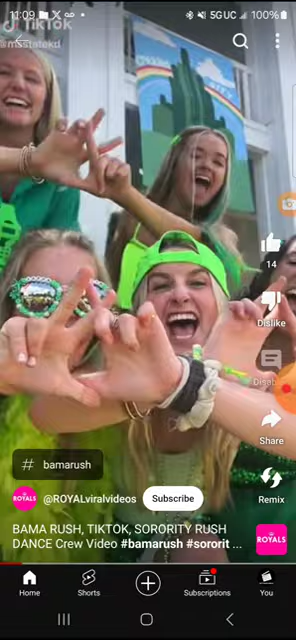 11:09
5GUC 100%
TikTok
14
Dislike
Share
Remix
# bamarush
ROYALS
@ROYALviralvideos
Subscribe
BAMA RUSH, TIKTOK, SORORITY RUSH
DANCE Crew Video #bamarush #sororit ...
ROYALS
Home
Shorts
Subscriptions
You